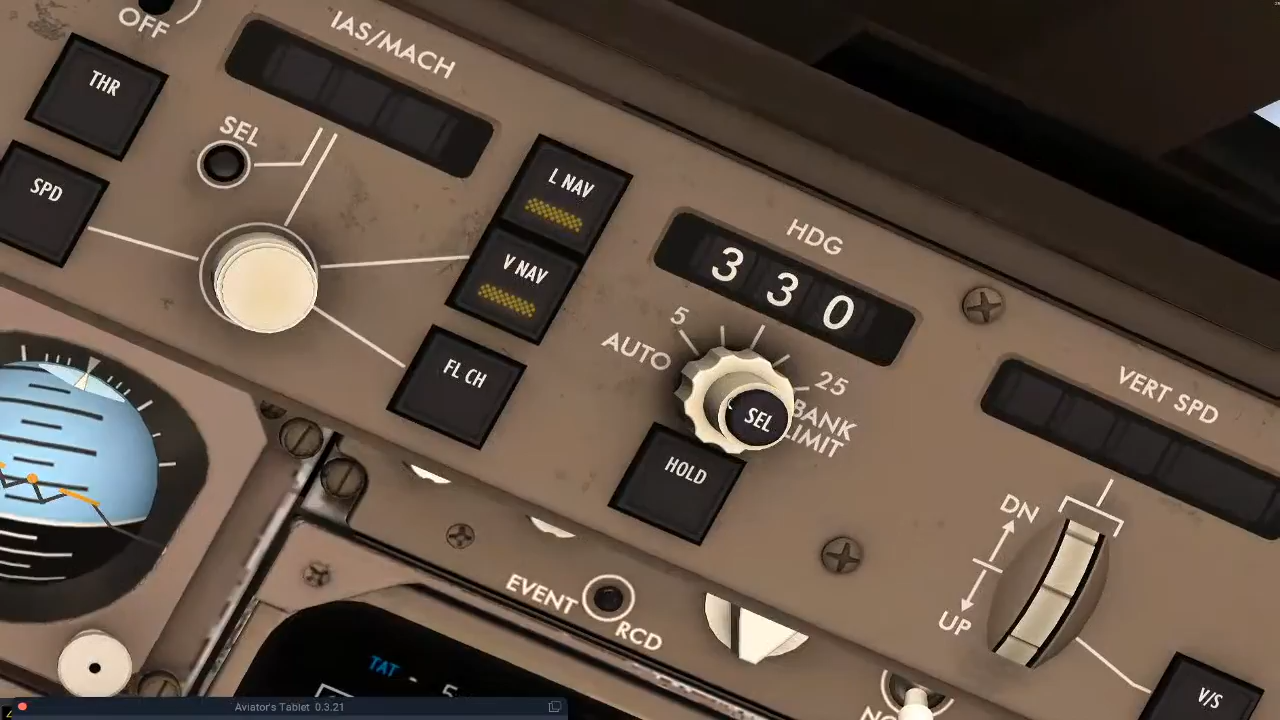 OFF
IAS/MACH
THR
SEL
SPD
L NAV
V NAV
HDG
330
5
AUTO
25
FL CH
SEL
BANK
LIMIT
VERT SPD
HOLD
DN
EVENT
RCD
UP
TAT - 5
V/S
Aviator's Tablet 0.3.21